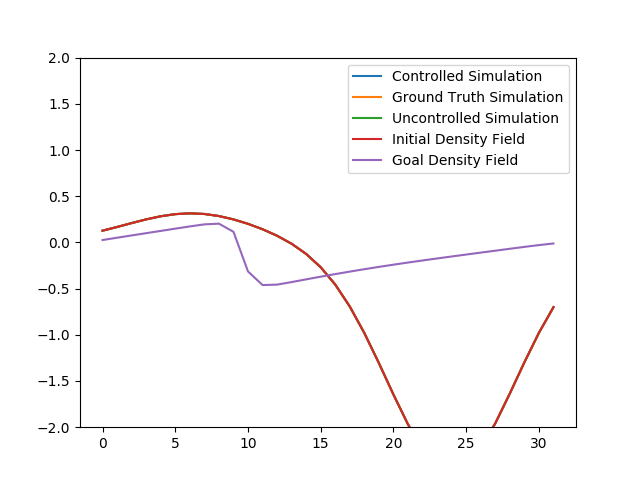 2.0
1.5
1.0
0.5
0.0
−0.5
−1.0
−1.5
−2.0
0 5 10 15 20 25 30
Controlled Simulation
Ground Truth Simulation
Uncontrolled Simulation
Initial Density Field
Goal Density Field